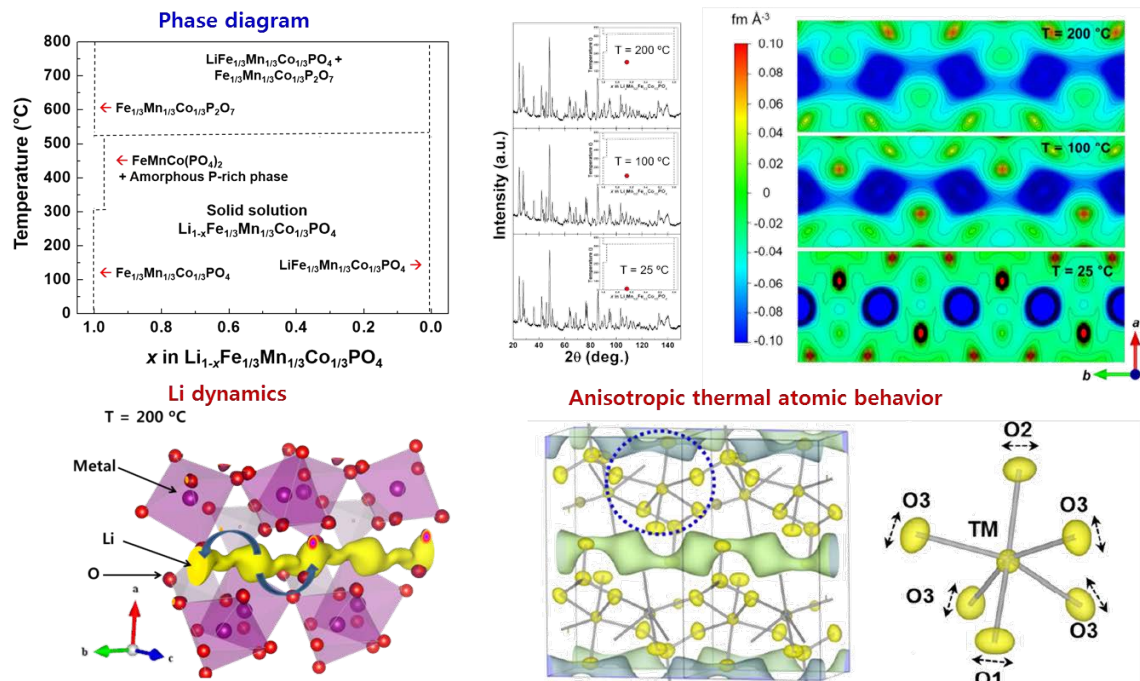 Phase diagram
Temperature (°C)
800
700
600
500
400
300
200
100
0
LiFe1/3Mn1/3Co1/3PO4 +
Fe1/3Mn1/3Co1/3P2O7
← Fe1/3Mn1/3Co1/3P2O7
← FeMnCo(PO4)2
+ Amorphous P-rich phase
Solid solution
Li1-xFe1/3Mn1/3Co1/3PO4
← Fe1/3Mn1/3Co1/3PO4
LiFe1/3Mn1/3Co1/3PO4 →
1.0 0.8 0.6 0.4 0.2 0.0
x in Li1-xFe1/3Mn1/3Co1/3PO4
Intensity (a.u.)
T = 200 °C
T = 100 °C
T = 25 °C
20 40 60 80 100 120 140
2θ (deg.)
fm Å-3
0.10
0.08
0.06
0.04
0.02
0
-0.02
-0.04
-0.06
-0.08
-0.10
T = 200 °C
T = 100 °C
T = 25 °C
a
b
Li dynamics
T = 200 °C
Metal
Li
O
a
b
c
Anisotropic thermal atomic behavior
O2
O3
TM
O3
O3
O3
O1